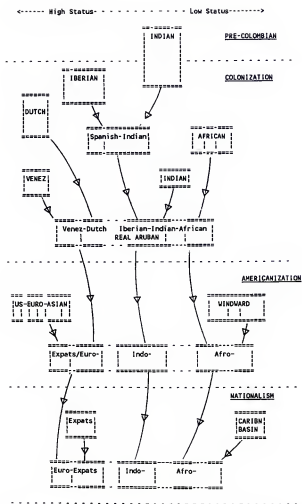 <----- High Status----- Low Status------>
INDIAN
PRE-COLOMBIAN
IBERIAN
COLONIZATION
DUTCH
Spanish-Indian
AFRICAN
VENEZ
INDIAN
Venez-Dutch Iberian-Indian-African
REAL ARUBAN
AMERICANIZATION
US-EURO-ASIAN
WINDWARD
Expats/Euro- Indo- Afro-
NATIONALISM
Expats
CARIBN
BASIN
Euro-Expats Indo- Afro-